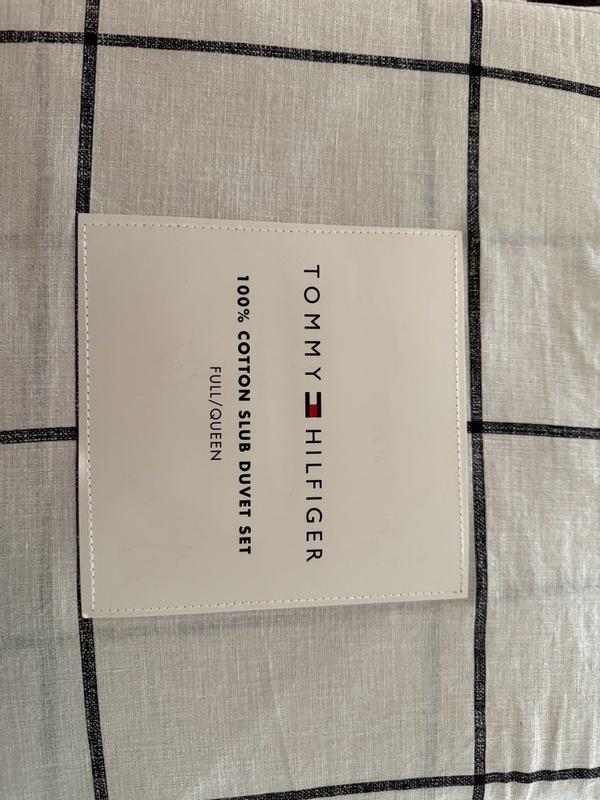 TOMMY HILFIGER
100% COTTON SLUB DUVET SET
FULL/QUEEN